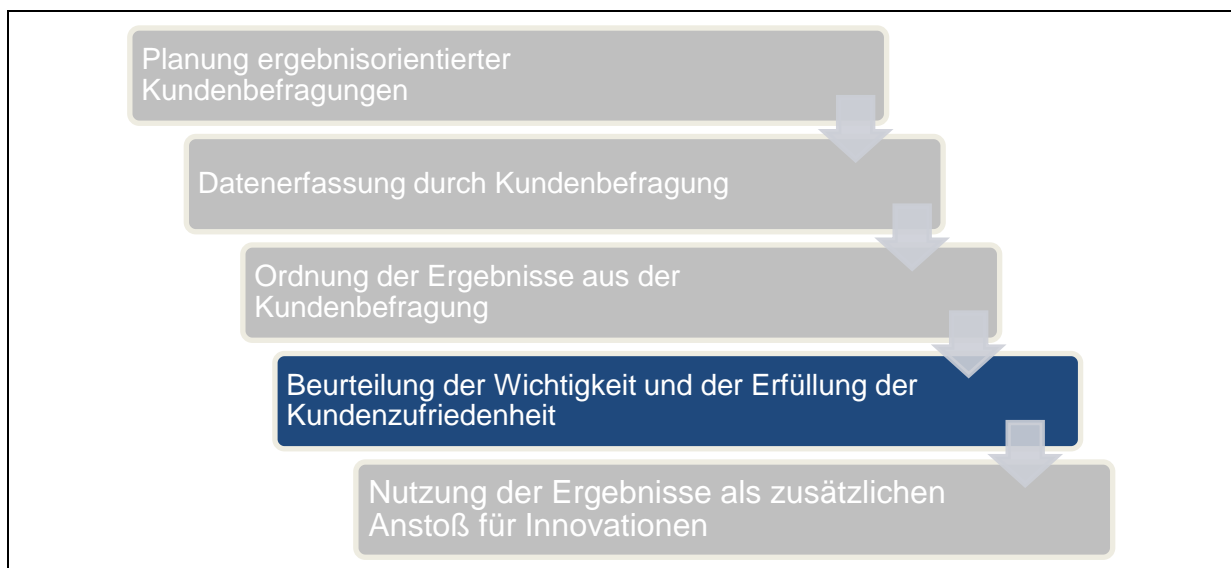 Planung ergebnisorientierter
Kundenbefragungen
Datenerfassung durch Kundenbefragung
Ordnung der Ergebnisse aus der
Kundenbefragung
Beurteilung der Wichtigkeit und der Erfüllung der
Kundenzufriedenheit
Nutzung der Ergebnisse als zusätzlichen
Anstoß für Innovationen